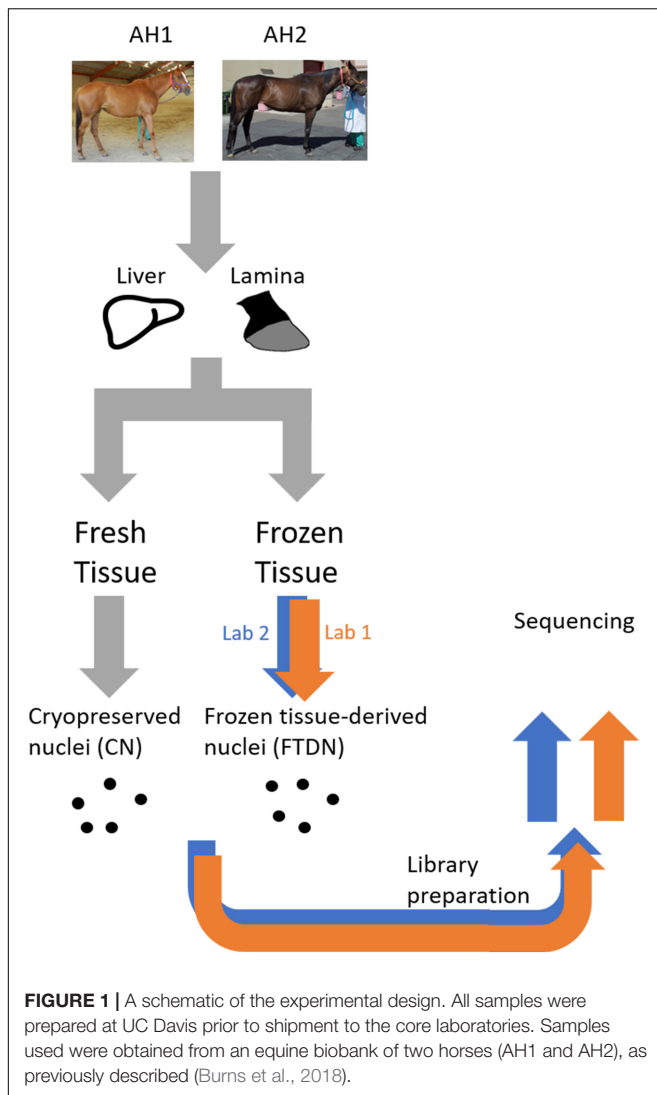 AH1 AH2
Liver Lamina
Fresh Tissue
Frozen Tissue
Lab 2 Lab 1
Sequencing
Cryopreserved nuclei (CN)
Frozen tissue-derived nuclei (FTDN)
Library preparation
FIGURE 1 | A schematic of the experimental design. All samples were
prepared at UC Davis prior to shipment to the core laboratories. Samples
used were obtained from an equine biobank of two horses (AH1 and AH2), as
previously described (Burns et al., 2018).